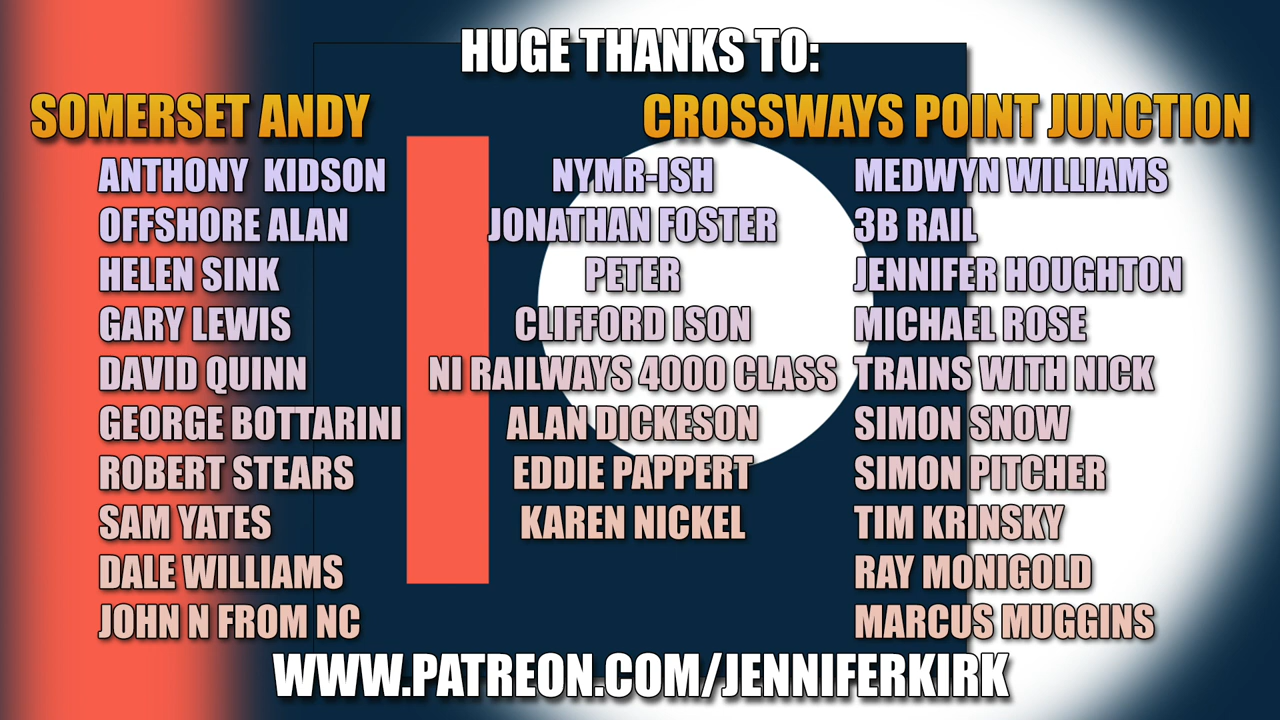 HUGE THANKS TO:
SOMERSET ANDY
CROSSWAYS POINT JUNCTION
ANTHONY KIDSON
OFFSHORE ALAN
HELEN SINK
GARY LEWIS
DAVID QUINN
GEORGE BOTTARINI
ROBERT STEARS
SAM YATES
DALE WILLIAMS
JOHN N FROM NC
NYMR-ISH
JONATHAN FOSTER
PETER
CLIFFORD ISON
NI RAILWAYS 4000 CLASS
ALAN DICKESON
EDDIE PAPPERT
KAREN NICKEL
MEDWYN WILLIAMS
3B RAIL
JENNIFER HOUGHTON
MICHAEL ROSE
TRAINS WITH NICK
SIMON SNOW
SIMON PITCHER
TIM KRINSKY
RAY MONIGOLD
MARCUS MUGGINS
WWW.PATREON.COM/JENNIFERKIRK